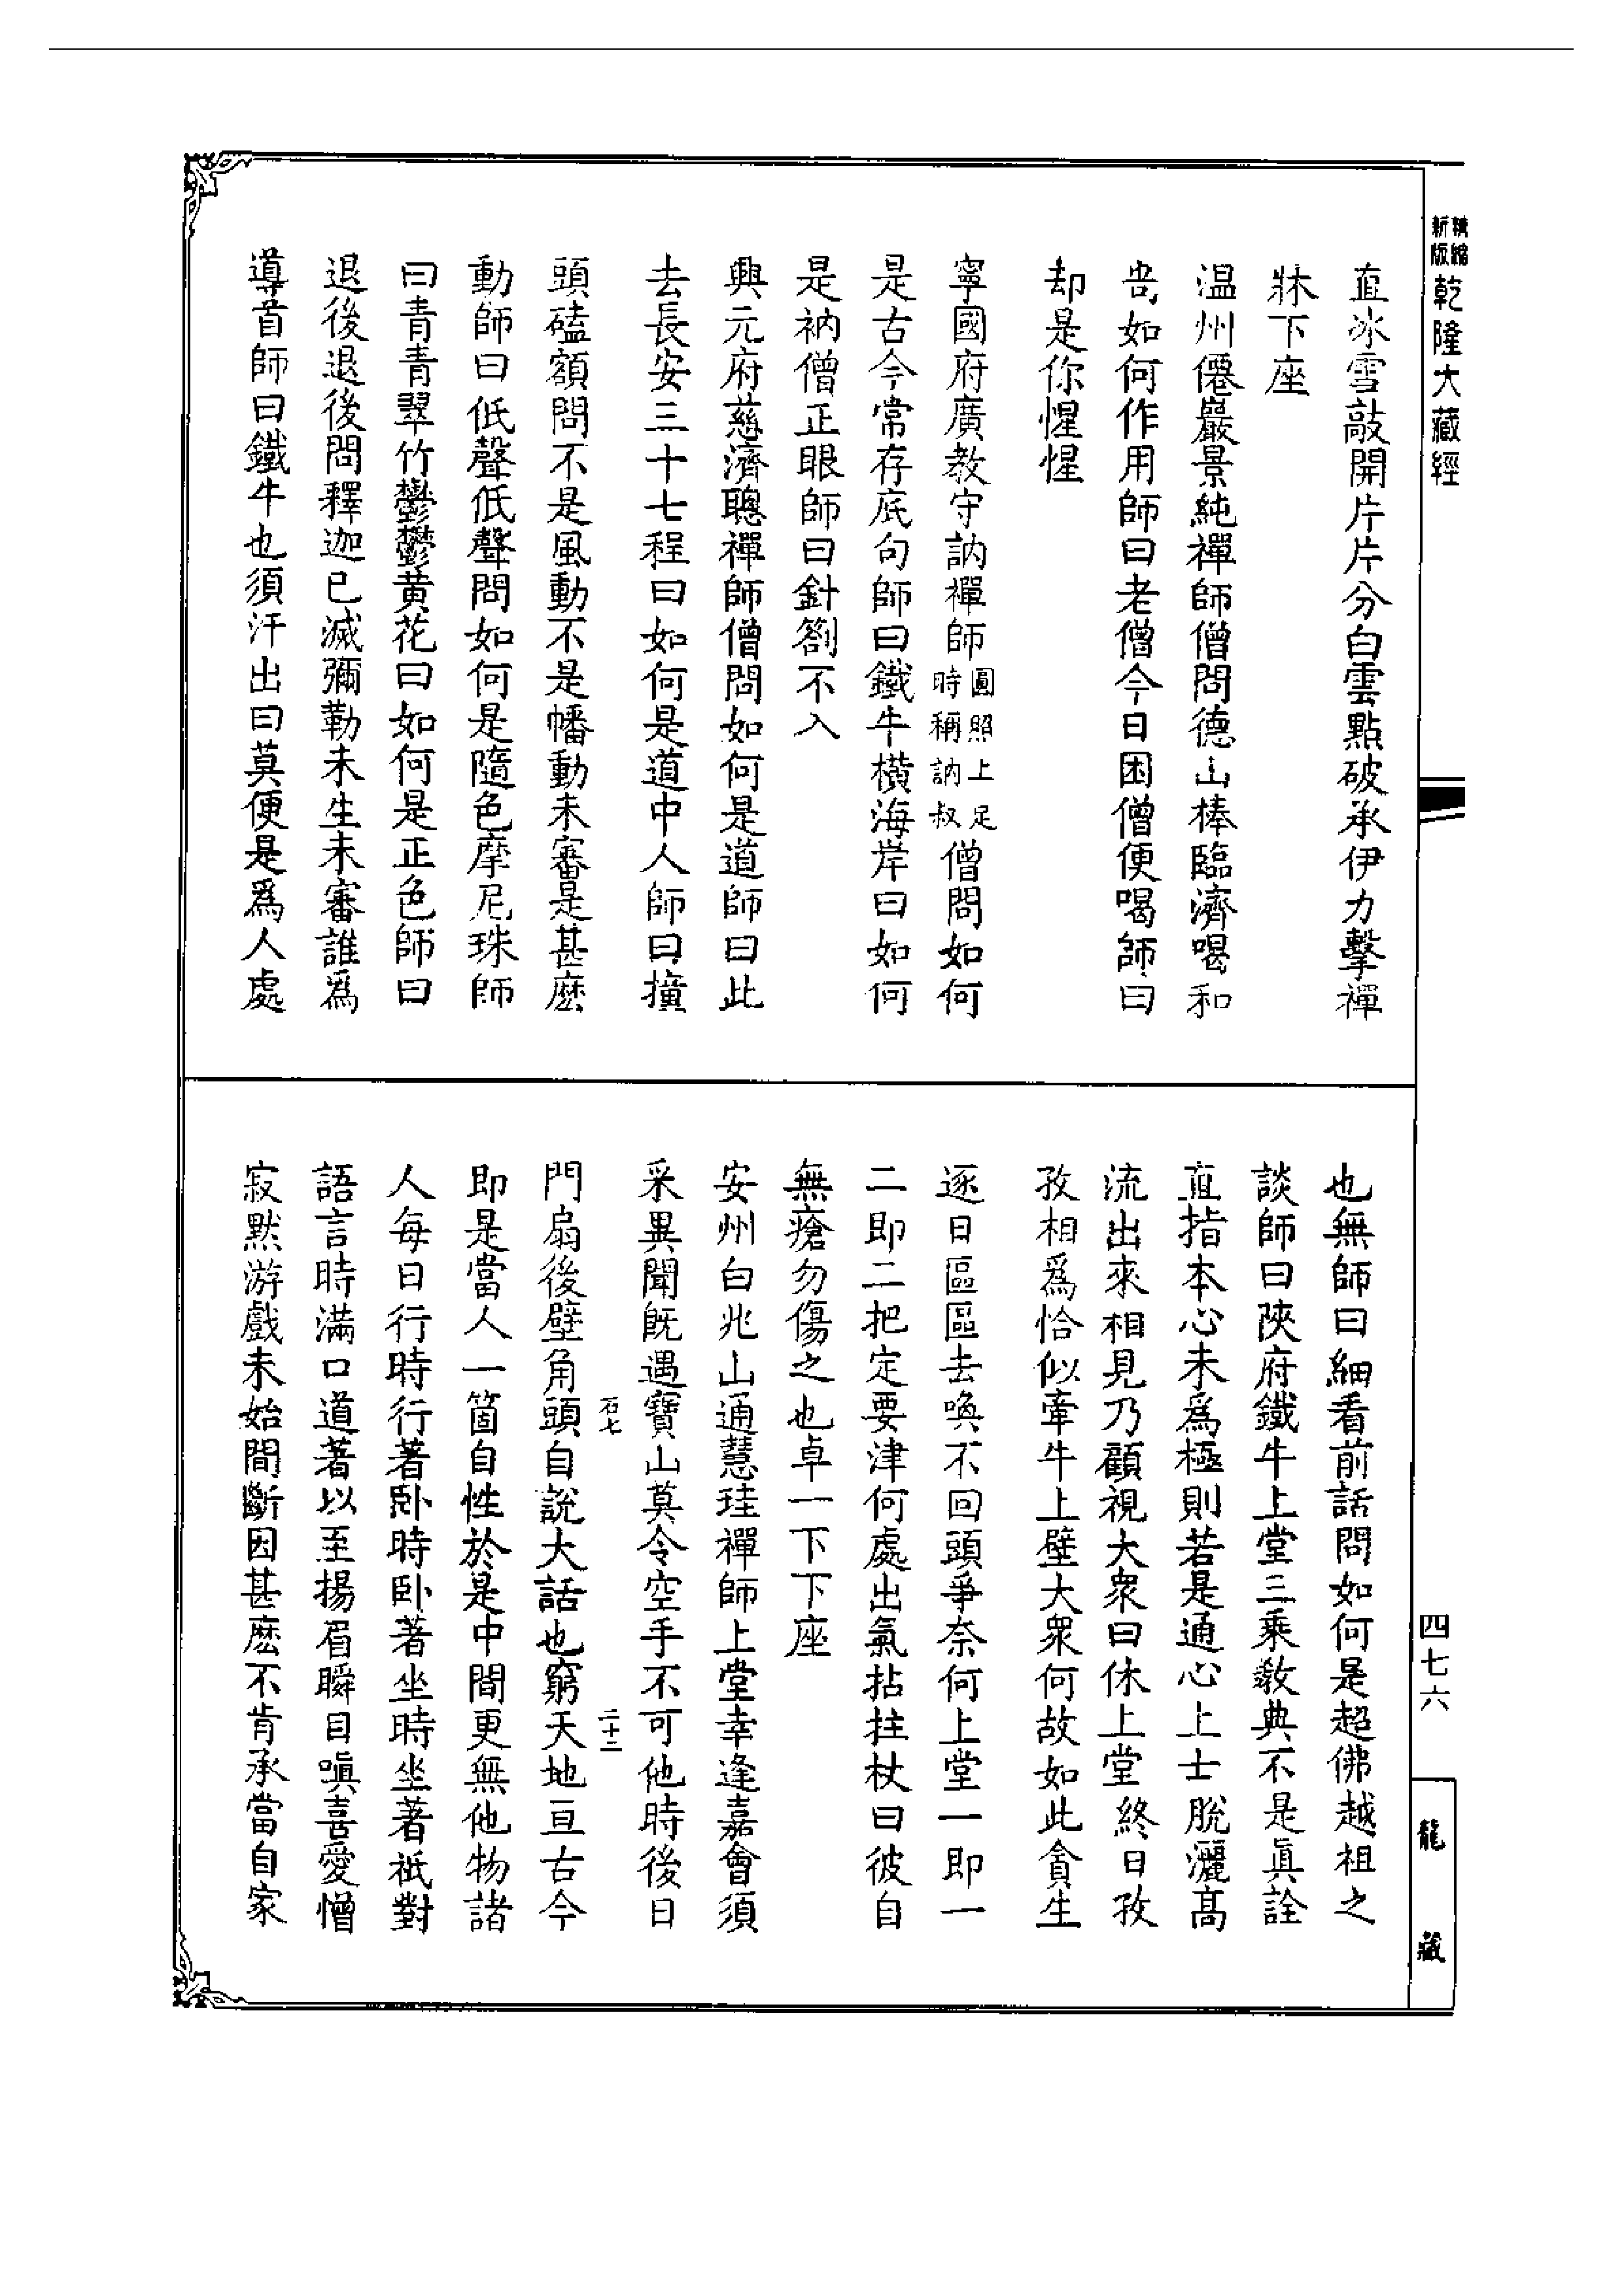 精縮新版乾隆大藏經
直冰雪敲開片片分白雲點破承伊力擊禪
牀下座
温州僊巖景純禪師僧問德山棒臨濟喝和
尚如何作用師曰老僧今日困僧便喝師曰
却是你惺惺
寧國府廣教守訥禪師圓照上足時稱訥叔僧問如何
是古今常存底句師曰鐵牛橫海岸曰如何
是衲僧正眼師曰針劄不入
興元府慈濟聰禪師僧問如何是道師曰此
去長安三十七程曰如何是道中人師曰撞
頭磕額問不是風動不是幡動未審是甚麽
動師曰低聲低聲問如何是隨色摩尼珠師
曰青青翠竹鬱鬱黄花曰如何是正色師曰
退後退後問釋迦已滅彌勒未生未審誰爲
導首師曰鐵牛也須汗出曰莫便是爲人處
也無師曰細看前話問如何是超佛越祖之
談師曰陝府鐵牛上堂三乘教典不是眞詮
直指本心未爲極則若是通心上士脫灑高
流出來相見乃顧視大衆曰休上堂終日孜
孜相爲恰似牽牛上壁大衆何故如此貪生
逐日區區去喚不回頭爭奈何上堂一即一
二即二把定要津何處出氣拈拄杖曰彼自
無瘡勿傷之也卓一下下座
安州白兆山通慧珪禪師上堂幸逢嘉會須
采異聞既遇寶山莫令空手不可他時後日
石七 二十二
門扇後壁角頭自說大話也窮天地亘古今
即是當人一箇自性於是中間更無他物諸
人每日行時行著卧時卧著坐時坐著祇對
語言時滿口道著以至揚眉瞬目嗔喜愛憎
寂默游戲未始間斷因甚麽不肯承當自家
四七六
龍藏